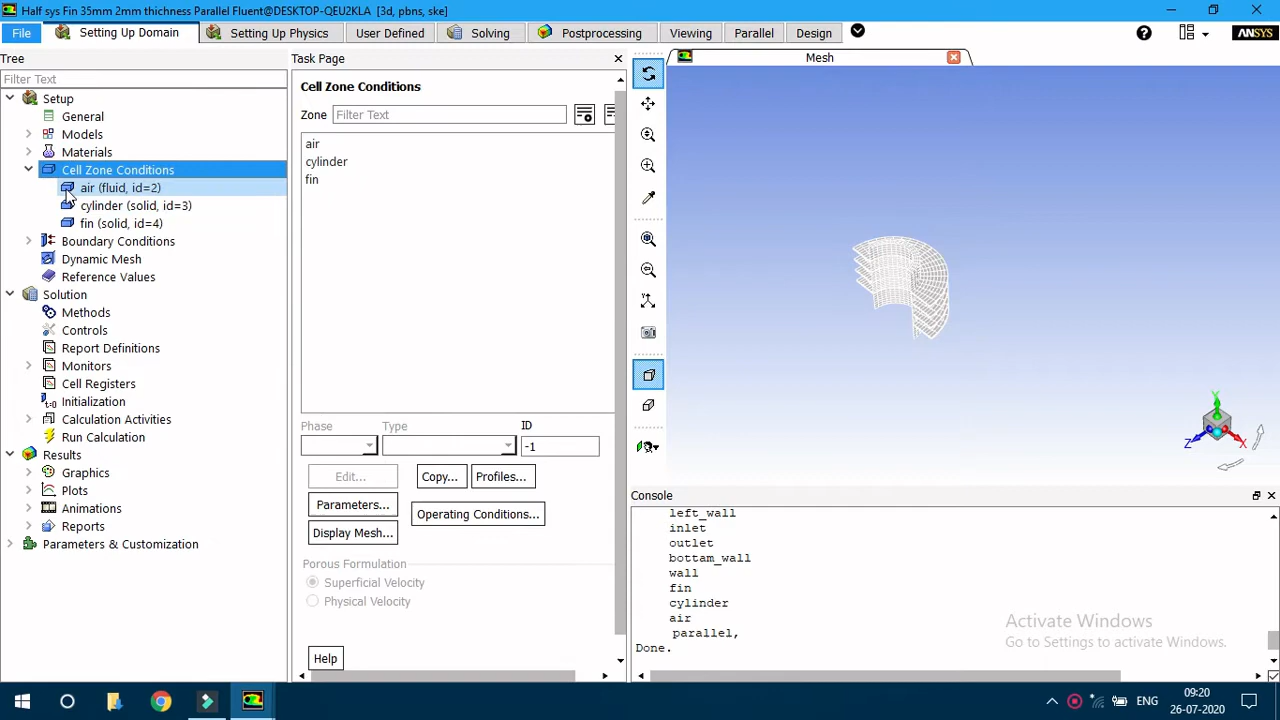 Half sys Fin 35mm 2mm thickness Parallel Fluent@DESKTOP-QEU2KLA [3d, pbns, ske]
File
Setting Up Domain
Setting Up Physics
User Defined
Solving
Postprocessing
Viewing
Parallel
Design
ANSYS
Tree
Filter Text
Setup
General
Models
Materials
Cell Zone Conditions
air (fluid, id=2)
cylinder (solid, id=3)
fin (solid, id=4)
Boundary Conditions
Dynamic Mesh
Reference Values
Solution
Methods
Controls
Report Definitions
Monitors
Cell Registers
Initialization
Calculation Activities
Run Calculation
Results
Graphics
Plots
Animations
Reports
Parameters & Customization
Task Page
Cell Zone Conditions
Zone Filter Text
air
cylinder
fin
Phase
Type
ID
-1
Edit...
Copy...
Profiles...
Parameters...
Operating Conditions...
Display Mesh...
Porous Formulation
Superficial Velocity
Physical Velocity
Help
Mesh
Y
Z
X
Console
left_wall
inlet
outlet
bottam_wall
wall
fin
cylinder
air
parallel,
Done.
Activate Windows
Go to Settings to activate Windows.
ENG
09:20
26-07-2020